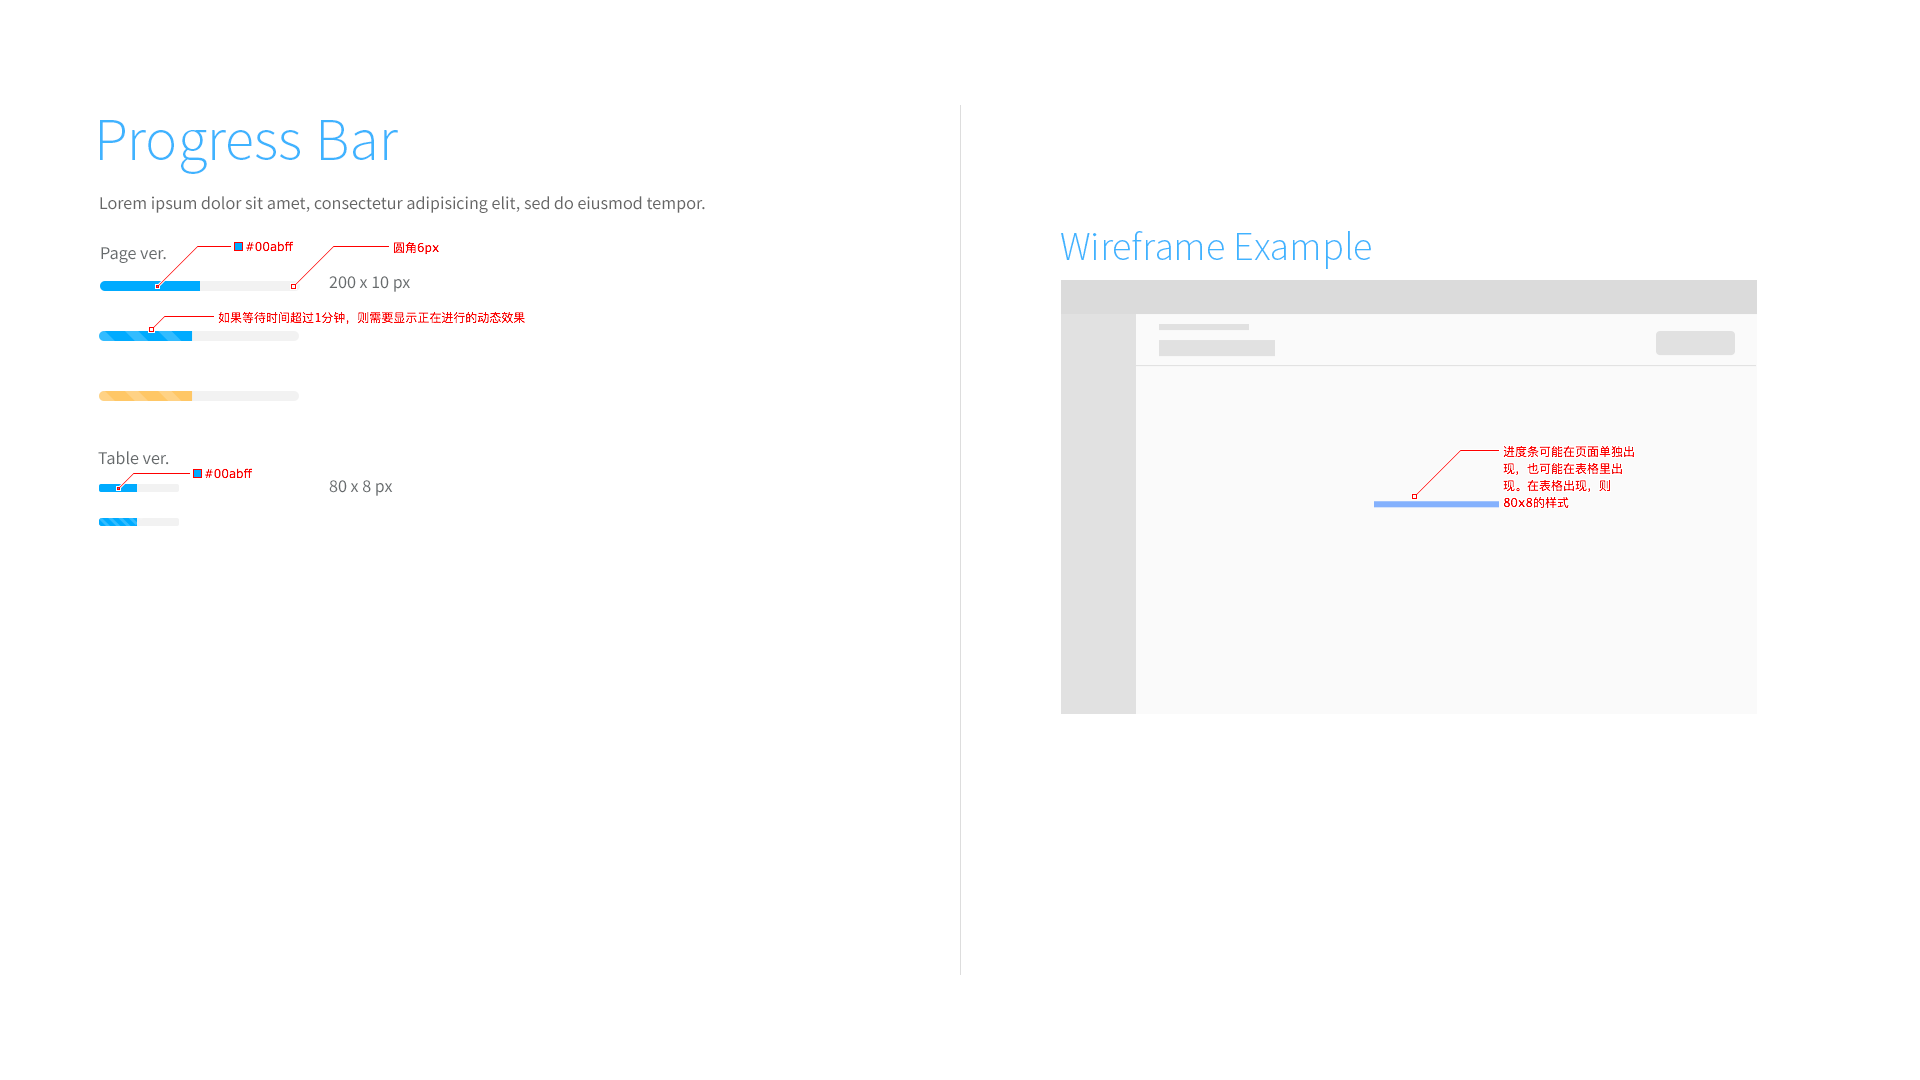 Progress Bar
Lorem ipsum dolor sit amet, consectetur adipisicing elit, sed do eiusmod tempor.
Page ver.
#00abff
圆角6px
200 x 10 px
如果等待时间超过1分钟，则需要显示正在进行的动态效果
Table ver.
#00abff
80 x 8 px
Wireframe Example
进度条可能在页面单独出
现，也可能在表格里出
现。在表格出现，则
80x8的样式